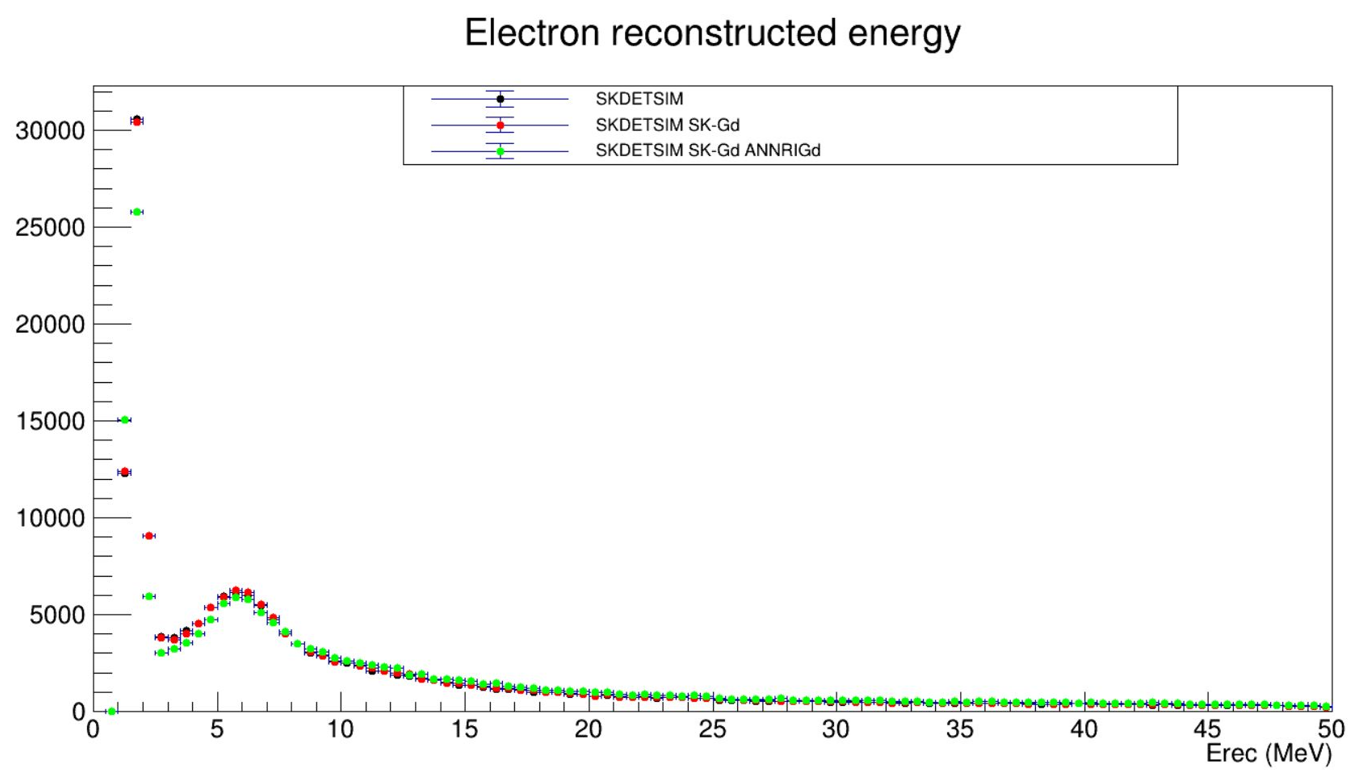 Electron reconstructed energy
SKDETSIM
SKDETSIM SK-Gd
SKDETSIM SK-Gd ANNRIGd
30000
25000
20000
15000
10000
5000
0
0 5 10 15 20 25 30 35 40 45 50
Erec (MeV)